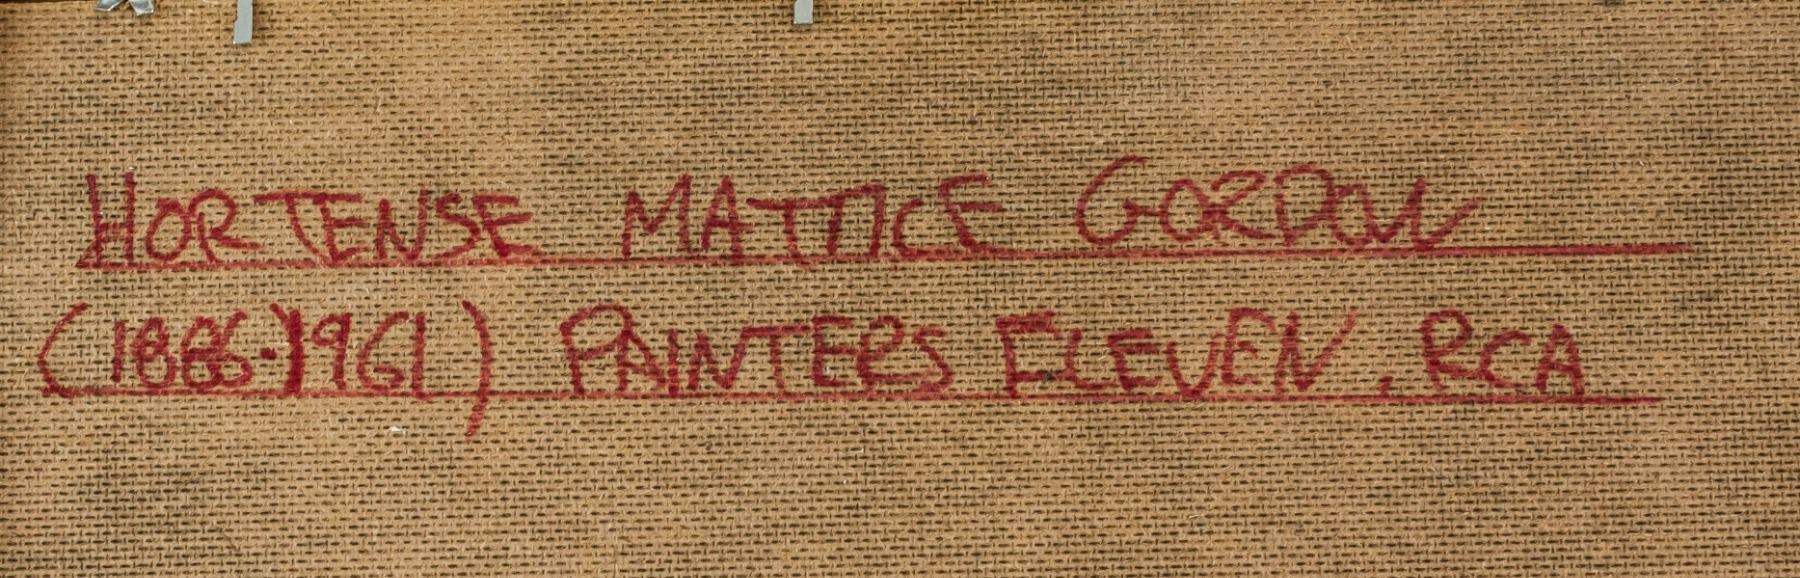 HORTENSE MATTICE GORDON
(1886-1961) PAINTERS ELEVEN. RCA